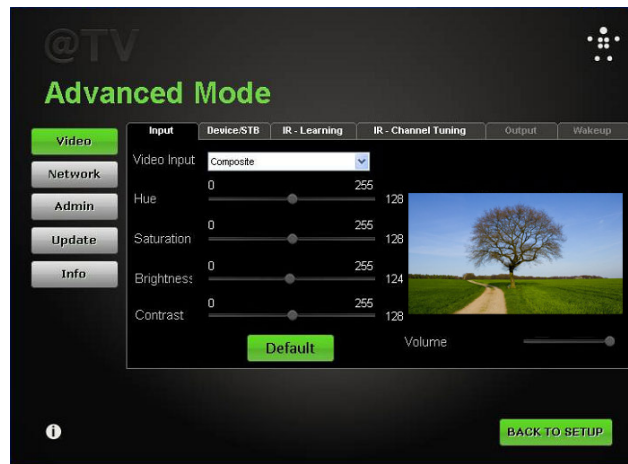 @TV
Advanced Mode
Video
Network
Admin
Update
Info
Input Device/STB IR - Learning IR - Channel Tuning Output Wakeup
Video Input Composite
0 255
Hue 128
0 255
Saturation 128
0 255
Brightness 124
0 255
Contrast 128
Default
Volume
i
BACK TO SETUP